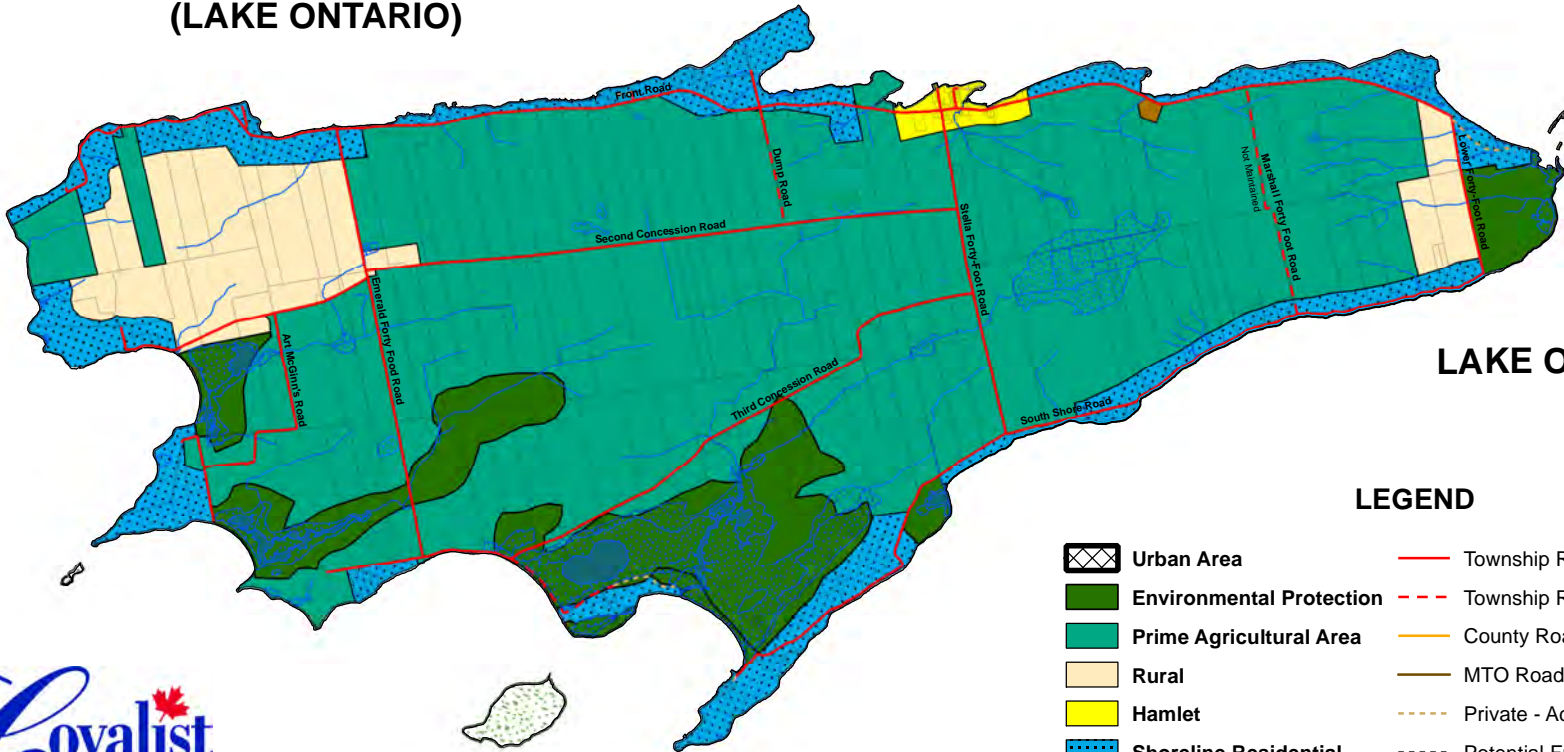 (LAKE ONTARIO)
Front Road
Dump Road
Second Concession Road
Stella Forty-Foot Road
Marshall Forty Foot Road
Not Maintained
Lower Forty-Foot Road
Emerald Forty Food Road
Art McGinn's Road
Third Concession Road
South Shore Road
LAKE O
LEGEND
Urban Area
Township R
Environmental Protection
Township R
Prime Agricultural Area
County Roa
Rural
MTO Road
Hamlet
Private - Ac
Shoreline Residential
Loyalist